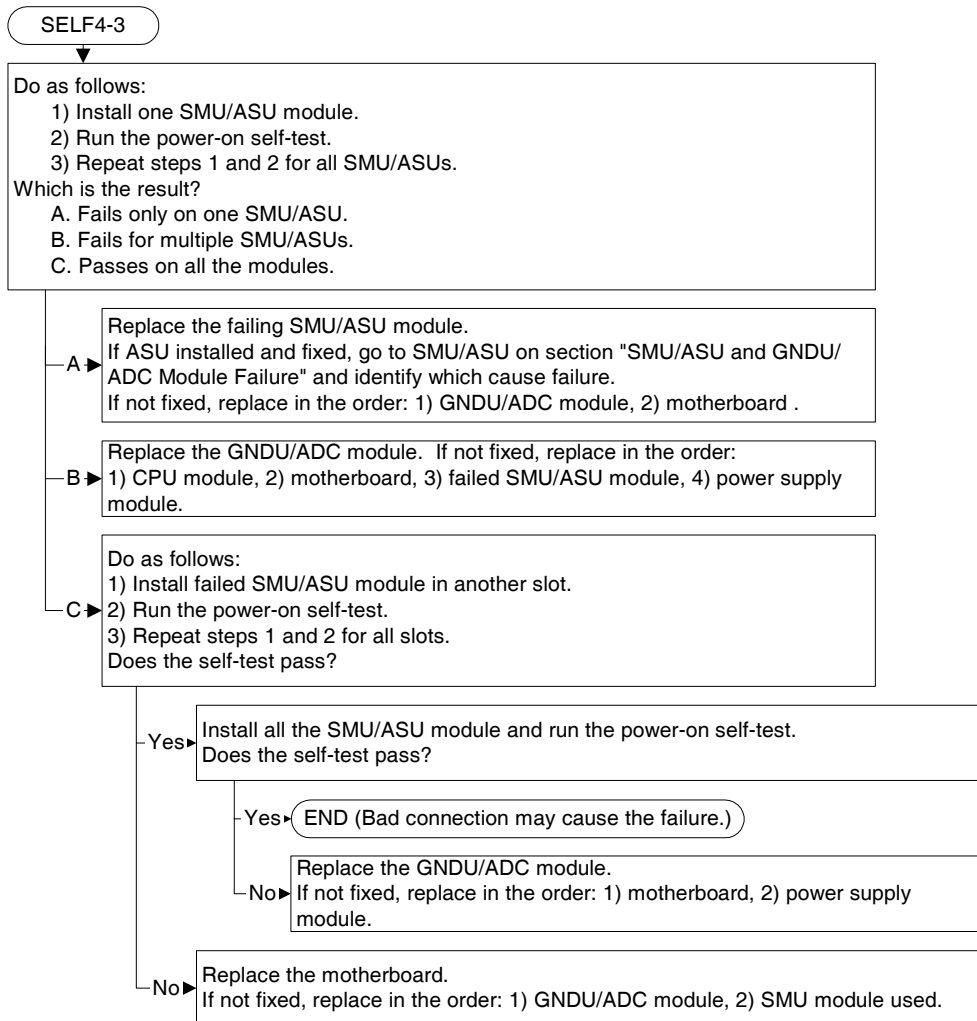 SELF4-3
Do as follows:
1) Install one SMU/ASU module.
2) Run the power-on self-test.
3) Repeat steps 1 and 2 for all SMU/ASUs.
Which is the result?
A. Fails only on one SMU/ASU.
B. Fails for multiple SMU/ASUs.
C. Passes on all the modules.
A
Replace the failing SMU/ASU module.
If ASU installed and fixed, go to SMU/ASU on section "SMU/ASU and GNDU/
ADC Module Failure" and identify which cause failure.
If not fixed, replace in the order: 1) GNDU/ADC module, 2) motherboard .
B
Replace the GNDU/ADC module.  If not fixed, replace in the order:
1) CPU module, 2) motherboard, 3) failed SMU/ASU module, 4) power supply
module.
C
Do as follows:
1) Install failed SMU/ASU module in another slot.
2) Run the power-on self-test.
3) Repeat steps 1 and 2 for all slots.
Does the self-test pass?
Yes
Install all the SMU/ASU module and run the power-on self-test.
Does the self-test pass?
Yes
END (Bad connection may cause the failure.)
No
Replace the GNDU/ADC module.
If not fixed, replace in the order: 1) motherboard, 2) power supply
module.
No
Replace the motherboard.
If not fixed, replace in the order: 1) GNDU/ADC module, 2) SMU module used.